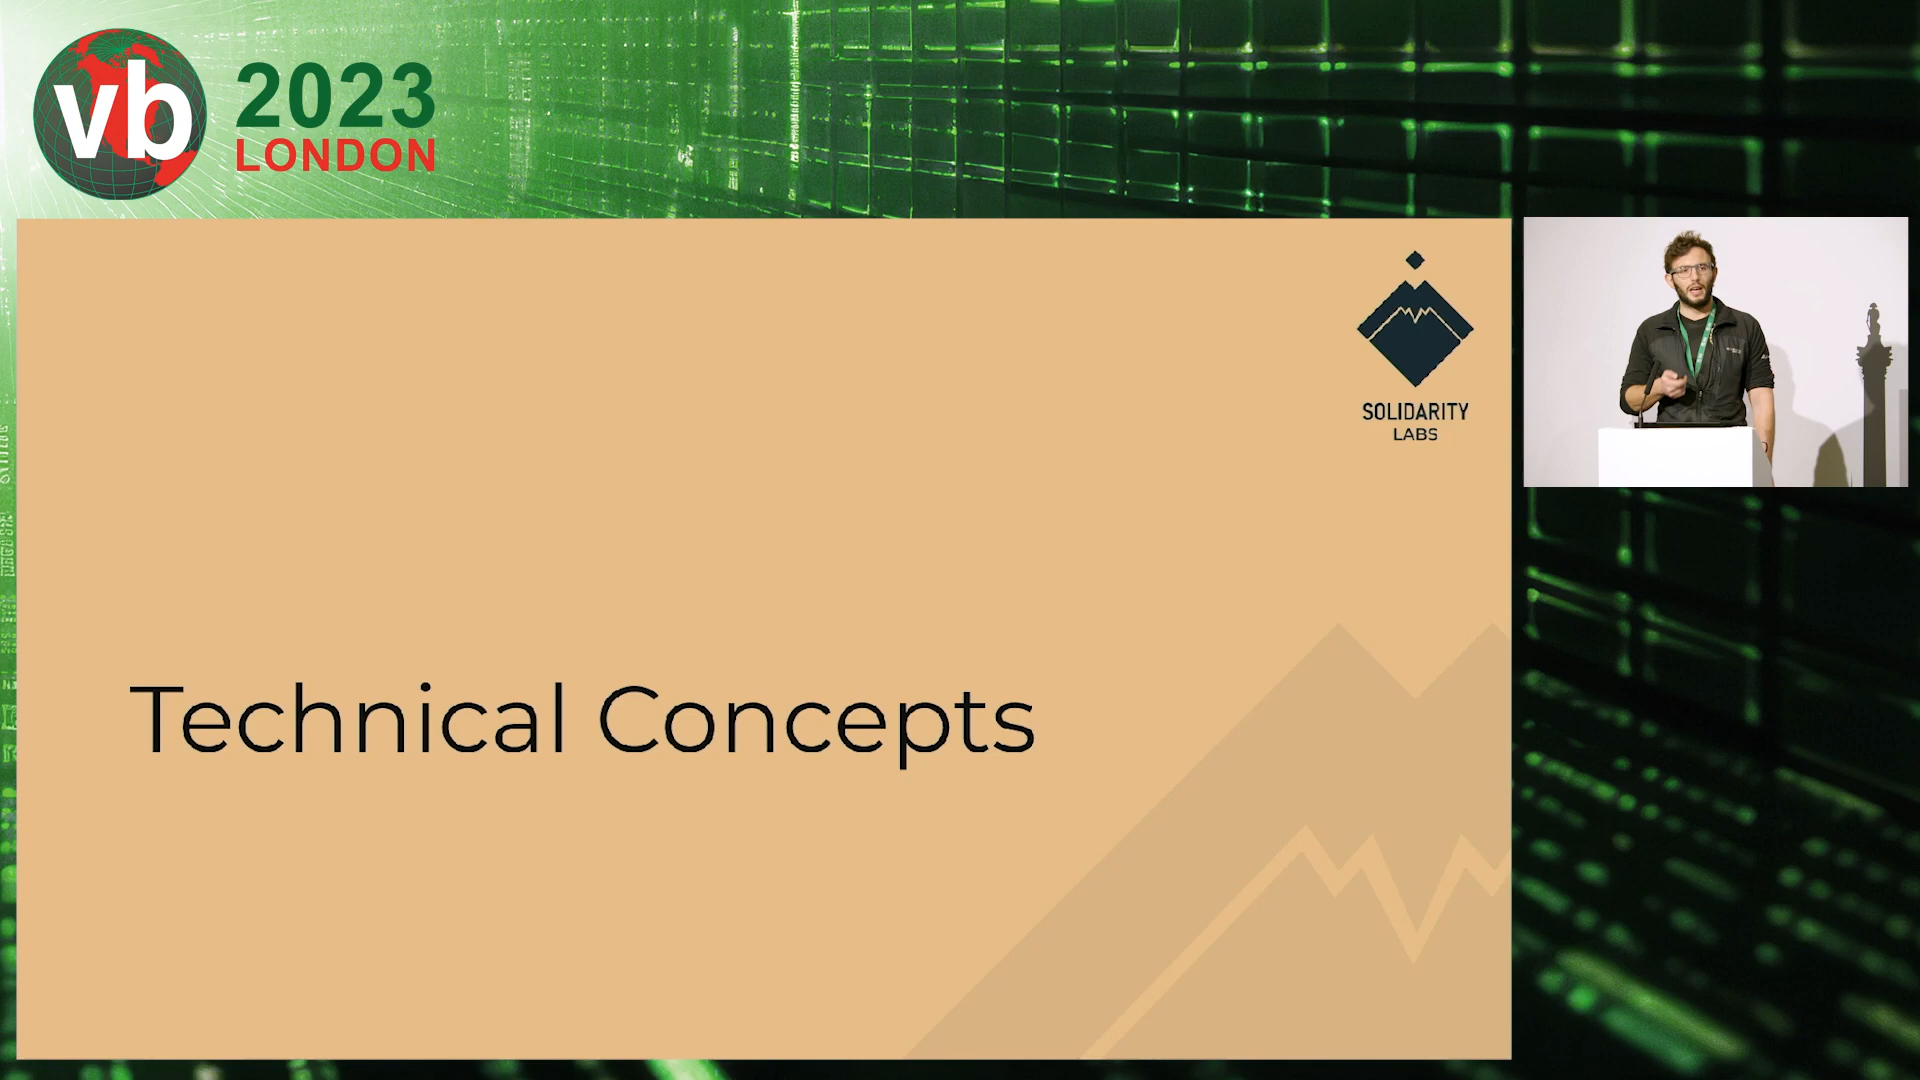 vb
2023
LONDON
SOLIDARITY
LABS
Technical Concepts